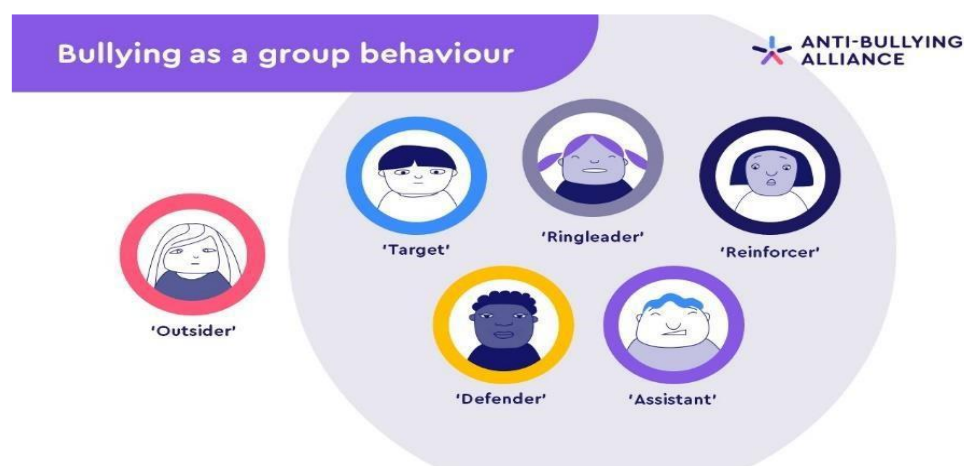 Bullying as a group behaviour
ANTI-BULLYING
ALLIANCE
'Target'
'Ringleader'
'Reinforcer'
'Outsider'
'Defender'
'Assistant'